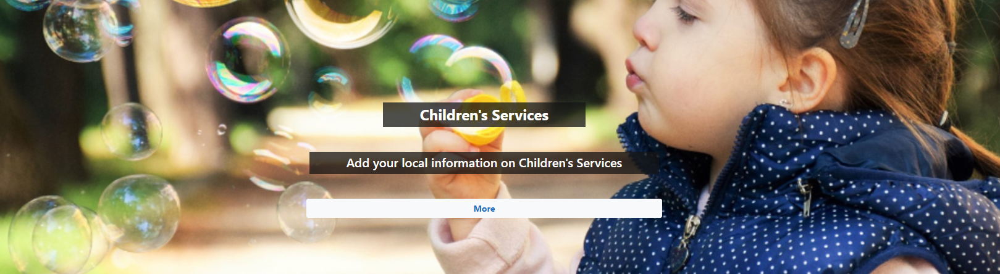 Children's Services
Add your local information on Children's Services
More